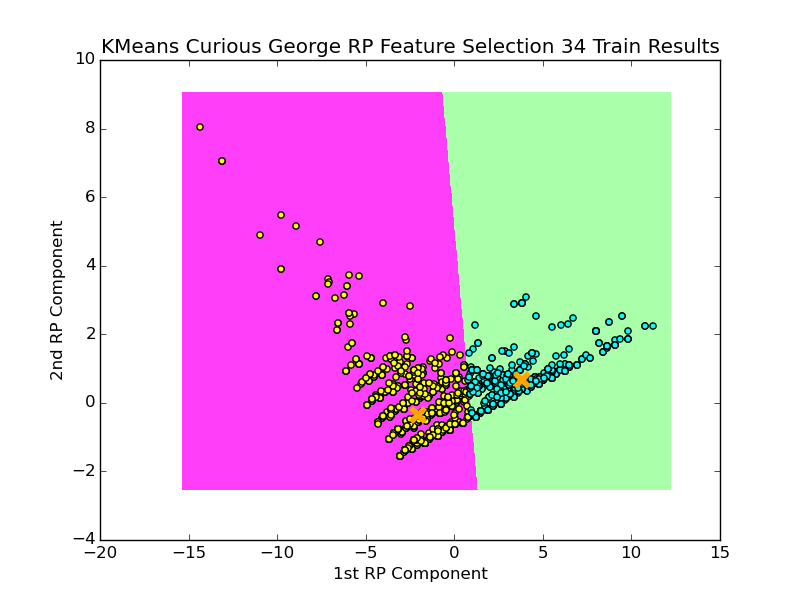 KMeans Curious George RP Feature Selection 34 Train Results
10
8
6
4
2
0
−2
−4
2nd RP Component
−20 −15 −10 −5 0 5 10 15
1st RP Component